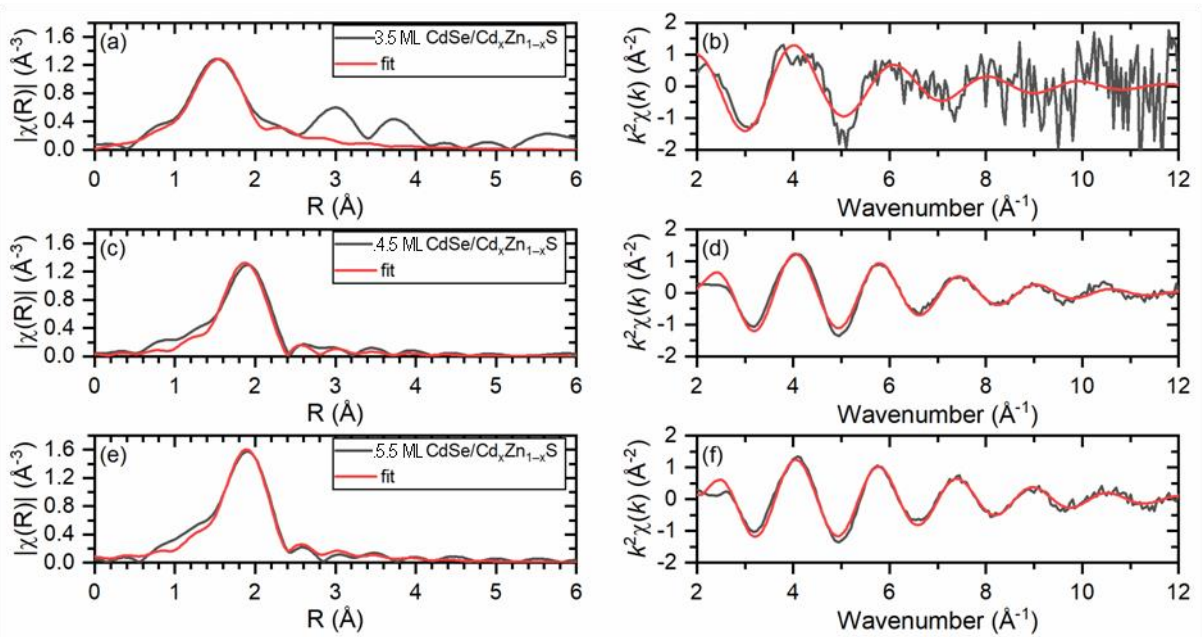 (a)
3.5 ML CdSe/CdₓZn₁₋ₓS
fit
|χ(R)| (Å⁻³)
1.6
1.2
0.8
0.4
0.0
0 1 2 3 4 5 6
R (Å)
(b)
k²χ(k) (Å⁻²)
2
1
0
-1
-2
2 4 6 8 10 12
Wavenumber (Å⁻¹)
(c)
.4.5 ML CdSe/CdₓZn₁₋ₓS
fit
|χ(R)| (Å⁻³)
1.6
1.2
0.8
0.4
0.0
0 1 2 3 4 5 6
R (Å)
(d)
k²χ(k) (Å⁻²)
2
1
0
-1
-2
2 4 6 8 10 12
Wavenumber (Å⁻¹)
(e)
.5.5 ML CdSe/CdₓZn₁₋ₓS
fit
|χ(R)| (Å⁻³)
1.6
1.2
0.8
0.4
0.0
0 1 2 3 4 5 6
R (Å)
(f)
k²χ(k) (Å⁻²)
2
1
0
-1
-2
2 4 6 8 10 12
Wavenumber (Å⁻¹)